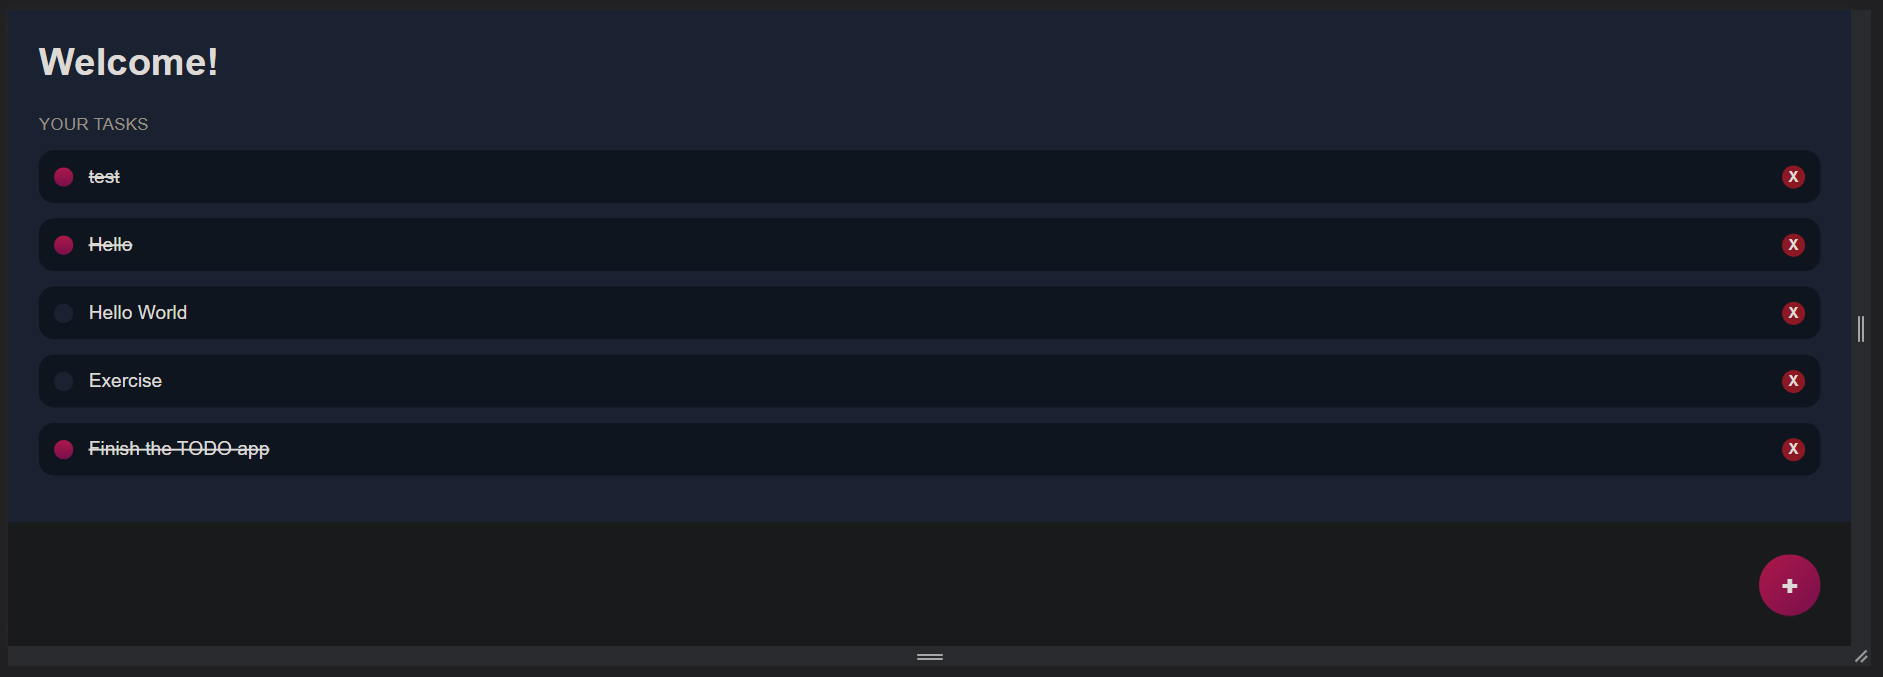 Welcome!
YOUR TASKS
test X
Hello X
Hello World X
Exercise X
Finish the TODO app X
+